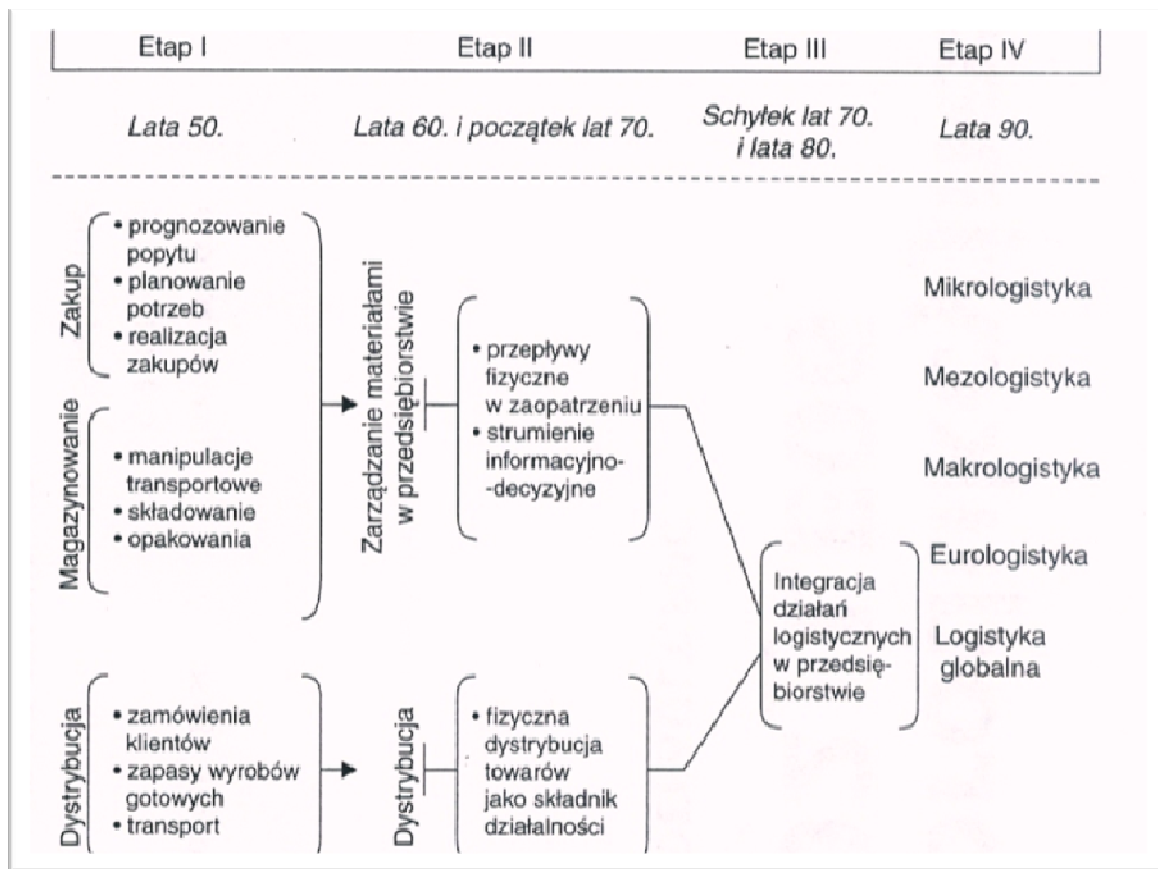 Etap I
Etap II
Etap III
Etap IV
Lata 50.
Lata 60. i początek lat 70.
Schyłek lat 70.
i lata 80.
Lata 90.
Zakup
• prognozowanie
popytu
• planowanie
potrzeb
• realizacja
zakupów
Magazynowanie
• manipulacje
transportowe
• składowanie
• opakowania
Dystrybucja
• zamówienia
klientów
• zapasy wyrobów
gotowych
• transport
Zarządzanie materiałami
w przedsiębiorstwie
• przepływy
fizyczne
w zaopatrzeniu
• strumienie
informacyjno-
-decyzyjne
Dystrybucja
• fizyczna
dystrybucja
towarów
jako składnik
działalności
Integracja
działań
logistycznych
w przedsię-
biorstwie
Mikrologistyka
Mezologistyka
Makrologistyka
Eurologistyka
Logistyka
globalna